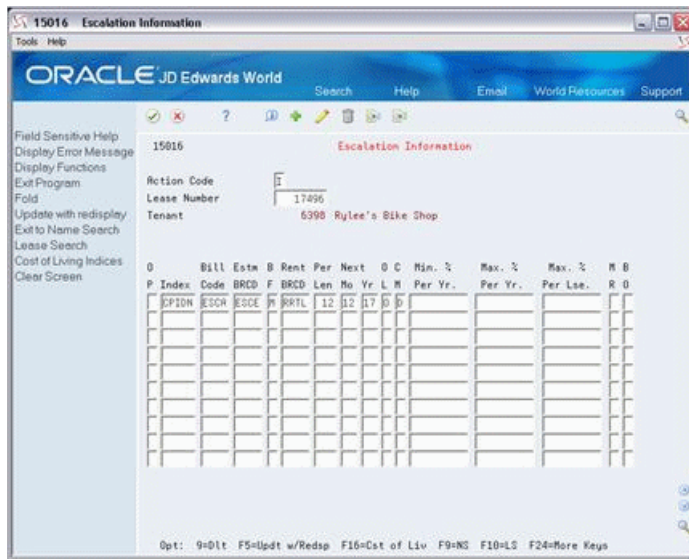 15016 Escalation Information
Tools Help
ORACLE JD Edwards World
Search Help Email World Resources Support
Field Sensitive Help
Display Error Message
Display Functions
Exit Program
Fold
Update with redisplay
Exit to Name Search
Lease Search
Cost of Living Indices
Clear Screen
15016 Escalation Information
Action Code I
Lease Number 17496
Tenant 6398 Rylee's Bike Shop
O Bill Estm B Rent Per Next O C Min. % Max. % Max. % M B
P Index Code BRCD F BRCD Len Mo Yr L M Per Yr. Per Yr. Per Lse. R O
CPION ESCA ESCE M RRTL 12 12 17 O D
Opt: 9=Dlt F5=Updt w/Redsp F16=Cst of Liv F9=NS F10=LS F24=More Keys